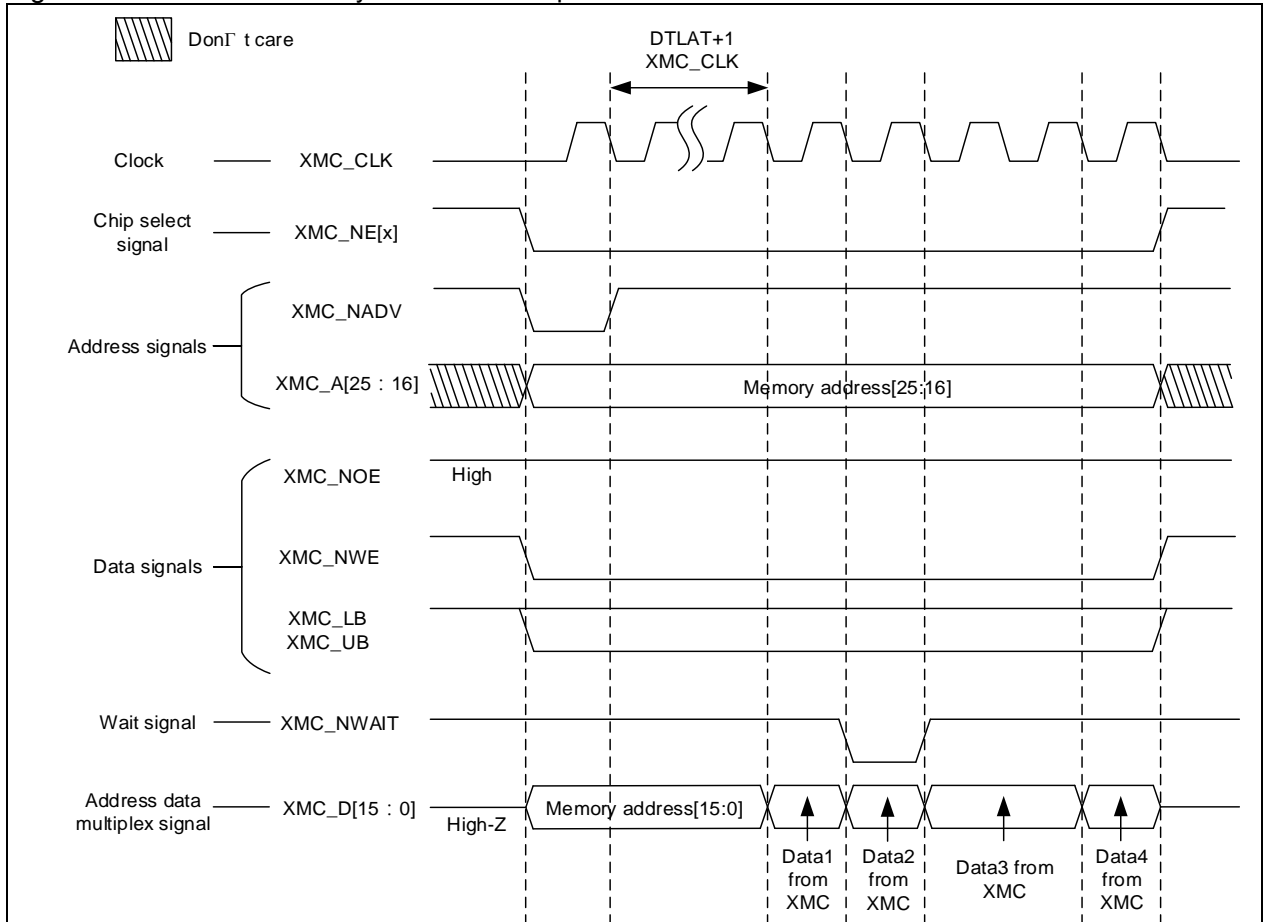 DonΓ t care
DTLAT+1
XMC_CLK
Clock
XMC_CLK
Chip select
signal
XMC_NE[x]
Address signals
XMC_NADV
XMC_A[25 : 16]
Memory address[25:16]
Data signals
XMC_NOE
High
XMC_NWE
XMC_LB
XMC_UB
Wait signal
XMC_NWAIT
Address data
multiplex signal
XMC_D[15 : 0]
High-Z
Memory address[15:0]
Data1
from
XMC
Data2
from
XMC
Data3 from
XMC
Data4
from
XMC